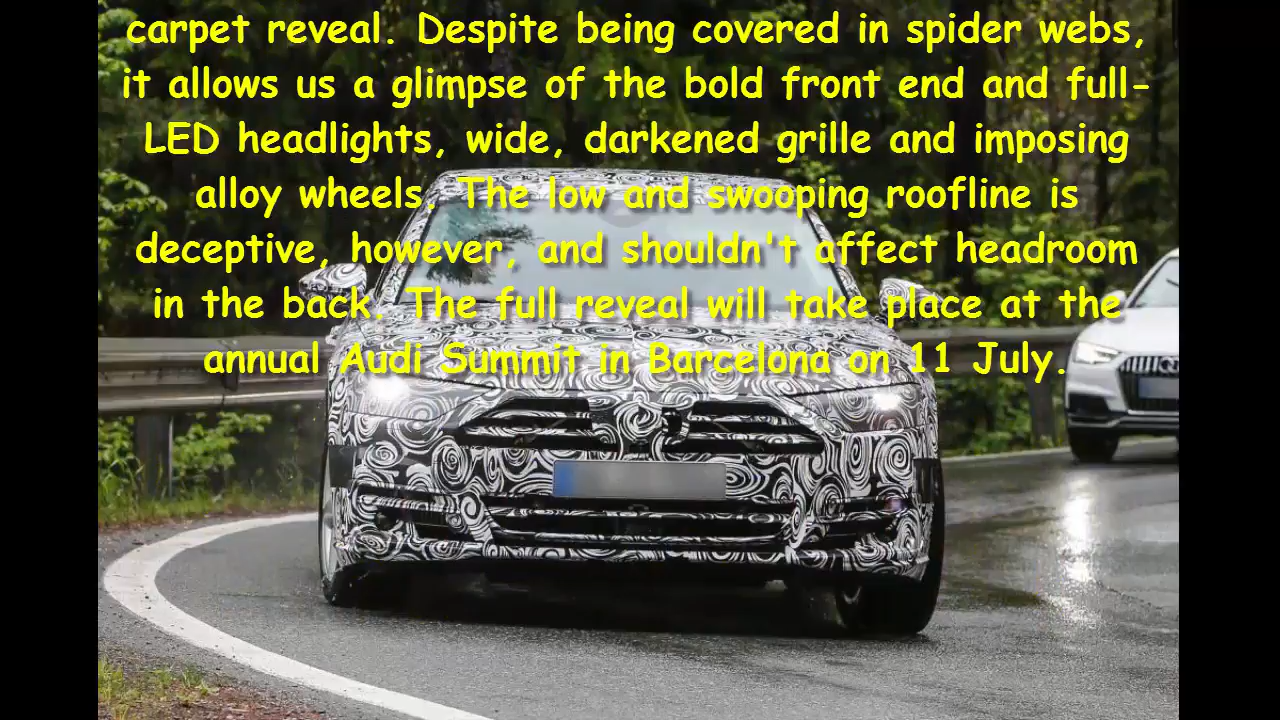 carpet reveal. Despite being covered in spider webs,
it allows us a glimpse of the bold front end and full-
LED headlights, wide, darkened grille and imposing
alloy wheels. The low and swooping roofline is
deceptive, however, and shouldn't affect headroom
in the back. The full reveal will take place at the
annual Audi Summit in Barcelona on 11 July.